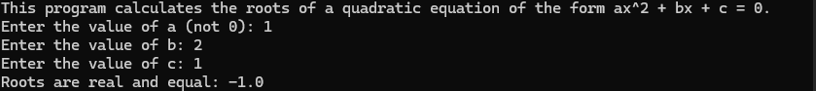 This program calculates the roots of a quadratic equation of the form ax^2 + bx + c = 0.
Enter the value of a (not 0): 1
Enter the value of b: 2
Enter the value of c: 1
Roots are real and equal: -1.0